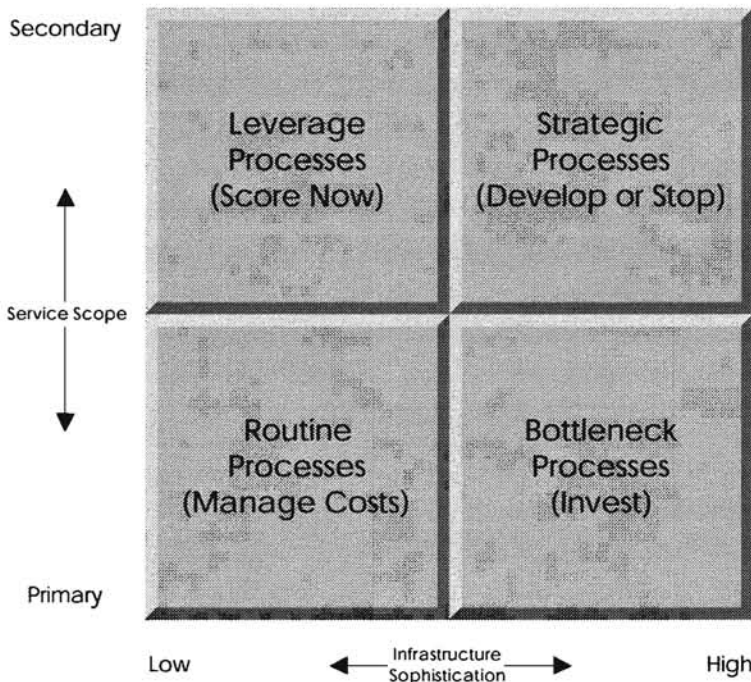 Secondary
Leverage
Processes
(Score Now)
Strategic
Processes
(Develop or Stop)
Service Scope
Routine
Processes
(Manage Costs)
Bottleneck
Processes
(Invest)
Primary
Low
Infrastructure
Sophistication
High